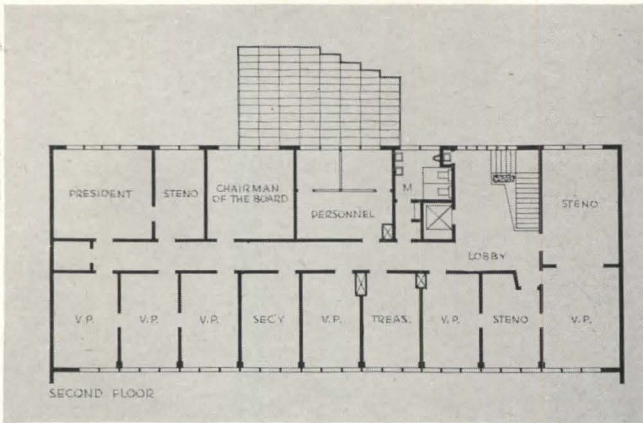 PRESIDENT
STENO
CHAIRMAN
OF THE BOARD
PERSONNEL
M
STENO
LOBBY
V.P.
V.P.
V.P.
SEC'Y
V.P.
TREAS.
V.P.
STENO
V.P.
SECOND FLOOR